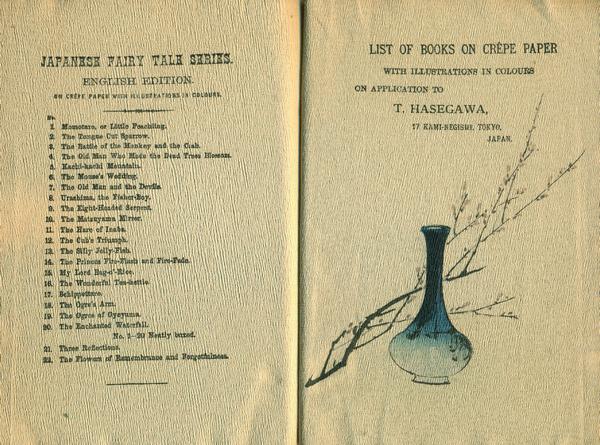 JAPANESE FAIRY TALE SERIES.
ENGLISH EDITION.
ON CRÊPE PAPER WITH ILLUSTRATIONS IN COLOURS.
No.
1. Momotaro, or Little Peachling.
2. The Tongue Cut Sparrow.
3. The Battle of the Monkey and the Crab.
4. The Old Man Who Made the Dead Trees Blossom.
5. Kachi-kachi Mountain.
6. The Mouse's Wedding.
7. The Old Man and the Devils.
8. Urashima, the Fisher-Boy.
9. The Eight-Headed Serpent.
10. The Matsuyama Mirror.
11. The Hare of Inaba.
12. The Cub's Triumph.
13. The Silly Jelly-Fish.
14. The Princes Fire-Flash and Fire-Fade.
15. My Lord Bag-o'-Rice.
16. The Wonderful Tea-kettle.
17. Schippeitaro.
18. The Ogre's Arm.
19. The Ogres of Oyeyama.
20. The Enchanted Waterfall.
No. 1—20 Neatly boxed.
21. Three Reflections.
22. The Flowers of Remembrance and Forgetfulness.
LIST OF BOOKS ON CRÊPE PAPER
WITH ILLUSTRATIONS IN COLOURS
ON APPLICATION TO
T. HASEGAWA,
17 KAMI-NEGISHI, TOKYO,
JAPAN.